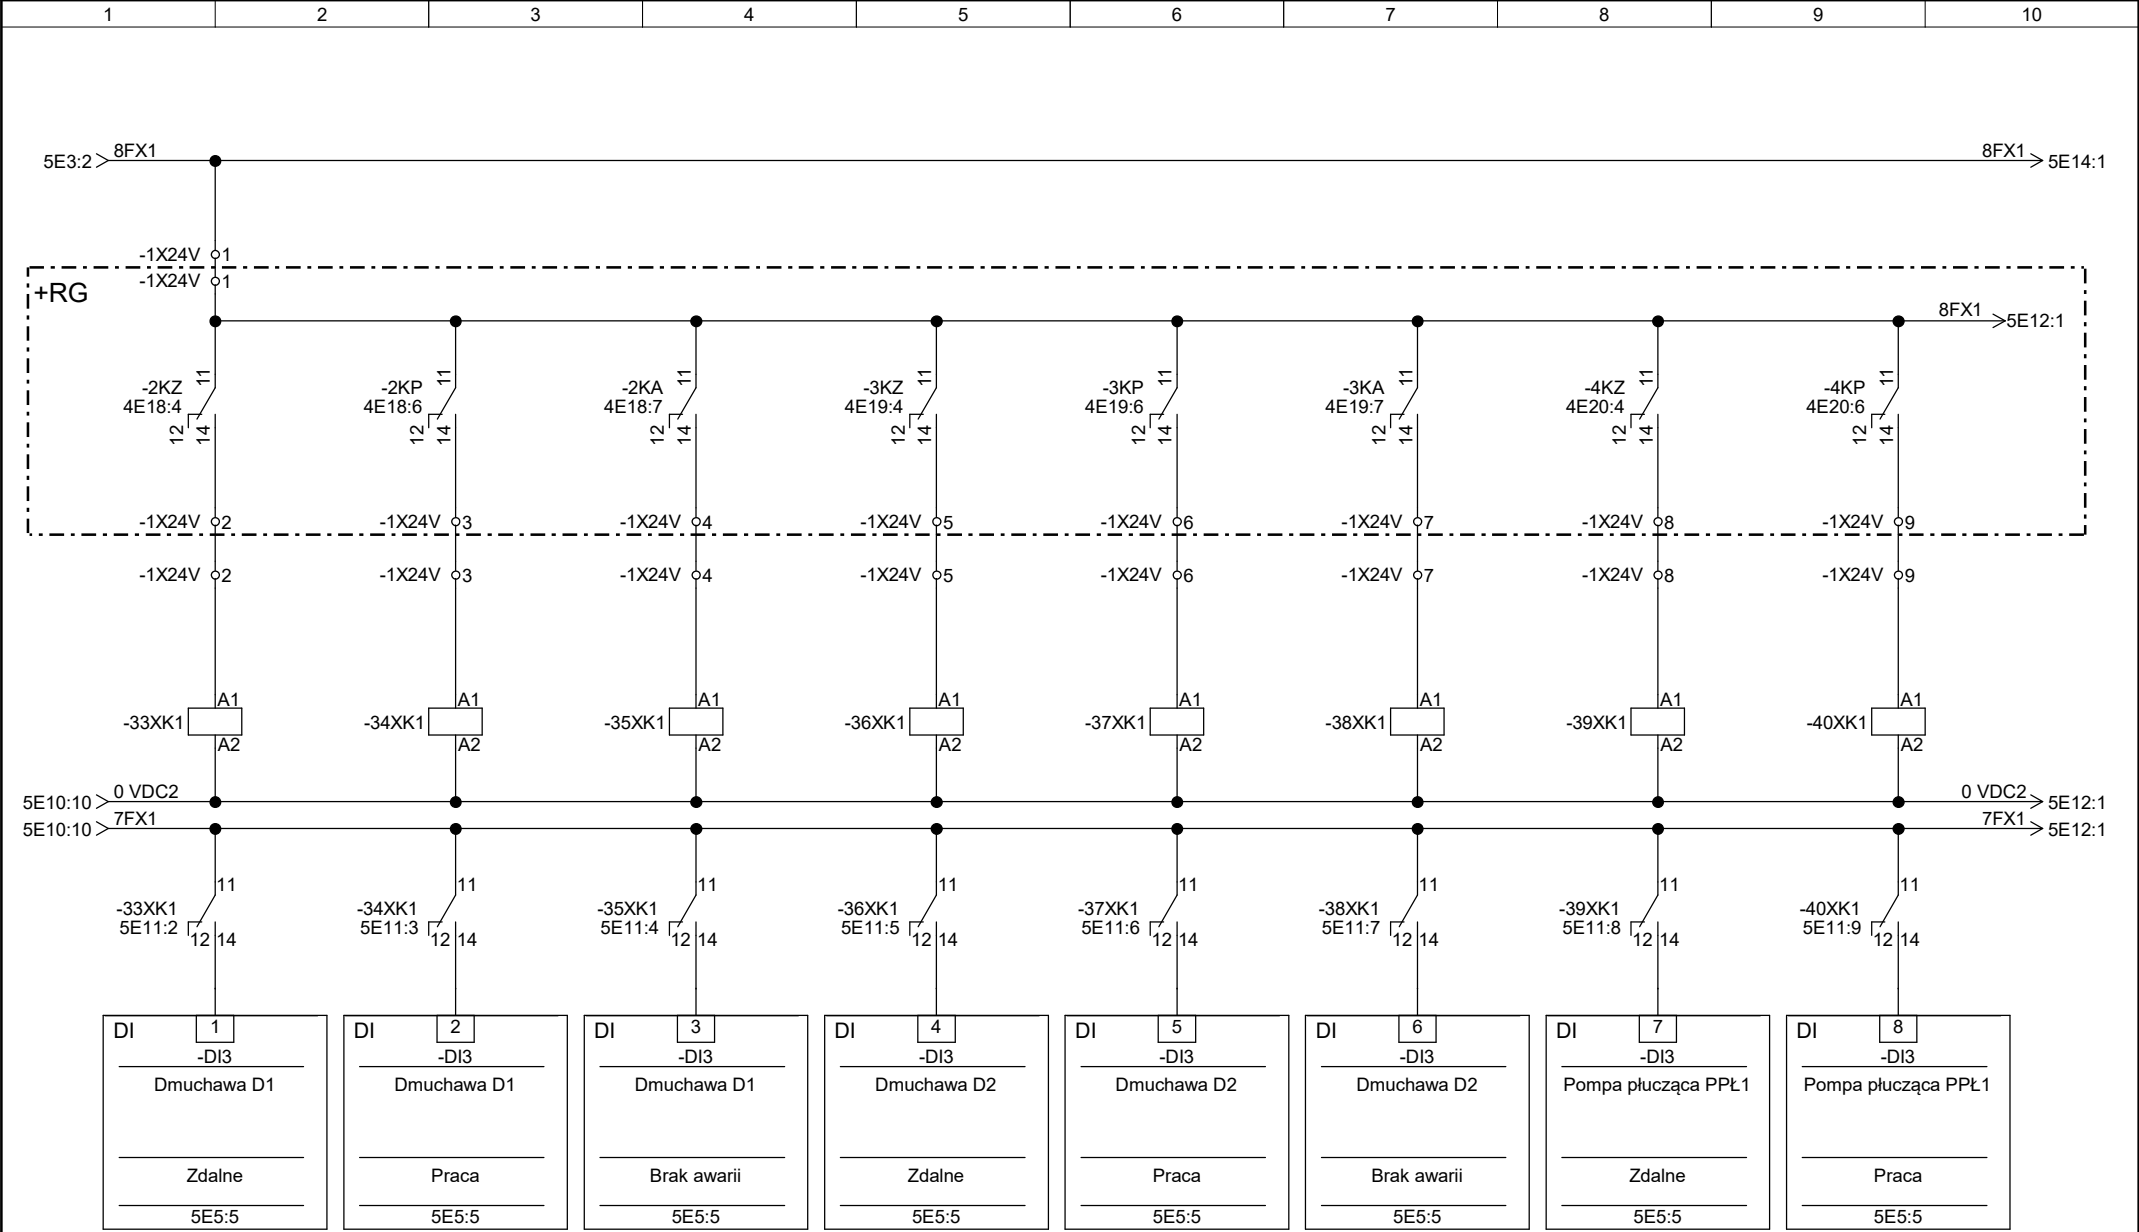 1 2 3 4 5 6 7 8 9 10
8FX1 8FX1
5E3:2 5E14:1
-1X24V 1
-1X24V 1
+RG
8FX1
5E12:1
11 11 11 11 11 11 11 11
-2KZ -2KP -2KA -3KZ -3KP -3KA -4KZ -4KP
4E18:4 4E18:6 4E18:7 4E19:4 4E19:6 4E19:7 4E20:4 4E20:6
12 14 12 14 12 14 12 14 12 14 12 14 12 14 12 14
-1X24V 2 -1X24V 3 -1X24V 4 -1X24V 5 -1X24V 6 -1X24V 7 -1X24V 8 -1X24V 9
-1X24V 2 -1X24V 3 -1X24V 4 -1X24V 5 -1X24V 6 -1X24V 7 -1X24V 8 -1X24V 9
A1 A1 A1 A1 A1 A1 A1 A1
-33XK1 -34XK1 -35XK1 -36XK1 -37XK1 -38XK1 -39XK1 -40XK1
A2 A2 A2 A2 A2 A2 A2 A2
0 VDC2 0 VDC2
5E10:10 5E12:1
7FX1 7FX1
5E10:10 5E12:1
11 11 11 11 11 11 11 11
-33XK1 -34XK1 -35XK1 -36XK1 -37XK1 -38XK1 -39XK1 -40XK1
5E11:2 5E11:3 5E11:4 5E11:5 5E11:6 5E11:7 5E11:8 5E11:9
12 14 12 14 12 14 12 14 12 14 12 14 12 14 12 14
DI 1 DI 2 DI 3 DI 4 DI 5 DI 6 DI 7 DI 8
-DI3 -DI3 -DI3 -DI3 -DI3 -DI3 -DI3 -DI3
Dmuchawa D1 Dmuchawa D1 Dmuchawa D1 Dmuchawa D2 Dmuchawa D2 Dmuchawa D2 Pompa płucząca PPŁ1 Pompa płucząca PPŁ1
Zdalne Praca Brak awarii Zdalne Praca Brak awarii Zdalne Praca
5E5:5 5E5:5 5E5:5 5E5:5 5E5:5 5E5:5 5E5:5 5E5:5